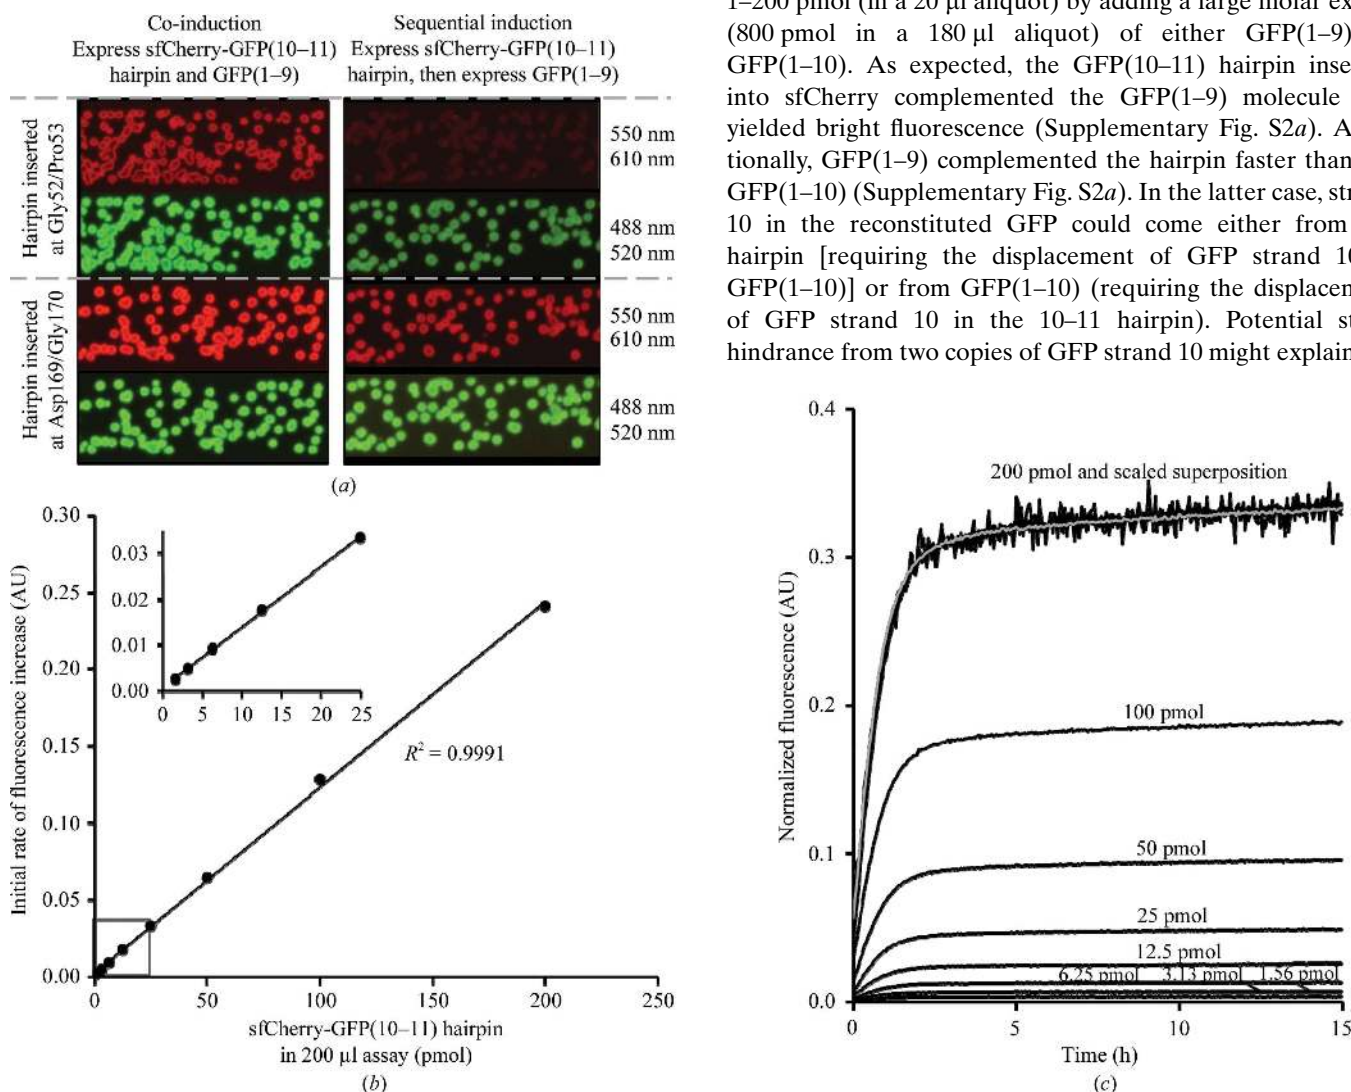 Co-induction
Express sfCherry-GFP(10–11)
hairpin and GFP(1–9)
Sequential induction
Express sfCherry-GFP(10–11)
hairpin, then express GFP(1–9)
Hairpin inserted
at Gly52/Pro53
550 nm
610 nm
488 nm
520 nm
Hairpin inserted
at Asp169/Gly170
550 nm
610 nm
488 nm
520 nm
(a)
1–200 pmol (in a 20 µl aliquot) by adding a large molar ex
(800 pmol in a 180 µl aliquot) of either GFP(1–9)
GFP(1–10). As expected, the GFP(10–11) hairpin inse
into sfCherry complemented the GFP(1–9) molecule
yielded bright fluorescence (Supplementary Fig. S2a). A
tionally, GFP(1–9) complemented the hairpin faster than
GFP(1–10) (Supplementary Fig. S2a). In the latter case, str
10 in the reconstituted GFP could come either from
hairpin [requiring the displacement of GFP strand 10
GFP(1–10)] or from GFP(1–10) (requiring the displacen
of GFP strand 10 in the 10–11 hairpin). Potential st
hindrance from two copies of GFP strand 10 might explain
Initial rate of fluorescence increase (AU)
0.30
0.25
0.20
0.15
0.10
0.05
0.00
0.03
0.02
0.01
0.00
0 5 10 15 20 25
R² = 0.9991
0 50 100 150 200 250
sfCherry-GFP(10–11) hairpin
in 200 µl assay (pmol)
(b)
Normalized fluorescence (AU)
0.4
0.3
0.2
0.1
0.0
200 pmol and scaled superposition
100 pmol
50 pmol
25 pmol
12.5 pmol
6.25 pmol 3.13 pmol 1.56 pmol
0 5 10 15
Time (h)
(c)